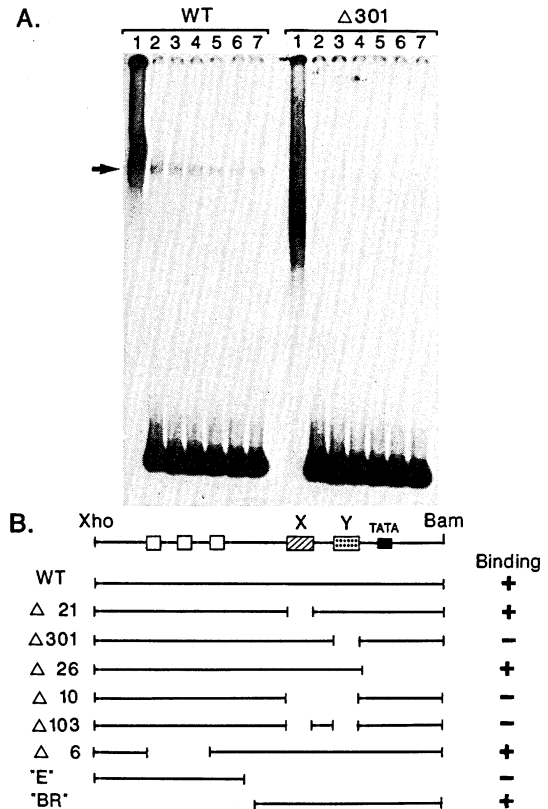 A.
WT △301
1 2 3 4 5 6 7 1 2 3 4 5 6 7
B.
Xho X Y TATA Bam
Binding
WT +
△ 21 +
△301 −
△ 26 +
△ 10 −
△103 −
△ 6 +
"E" −
"BR" +